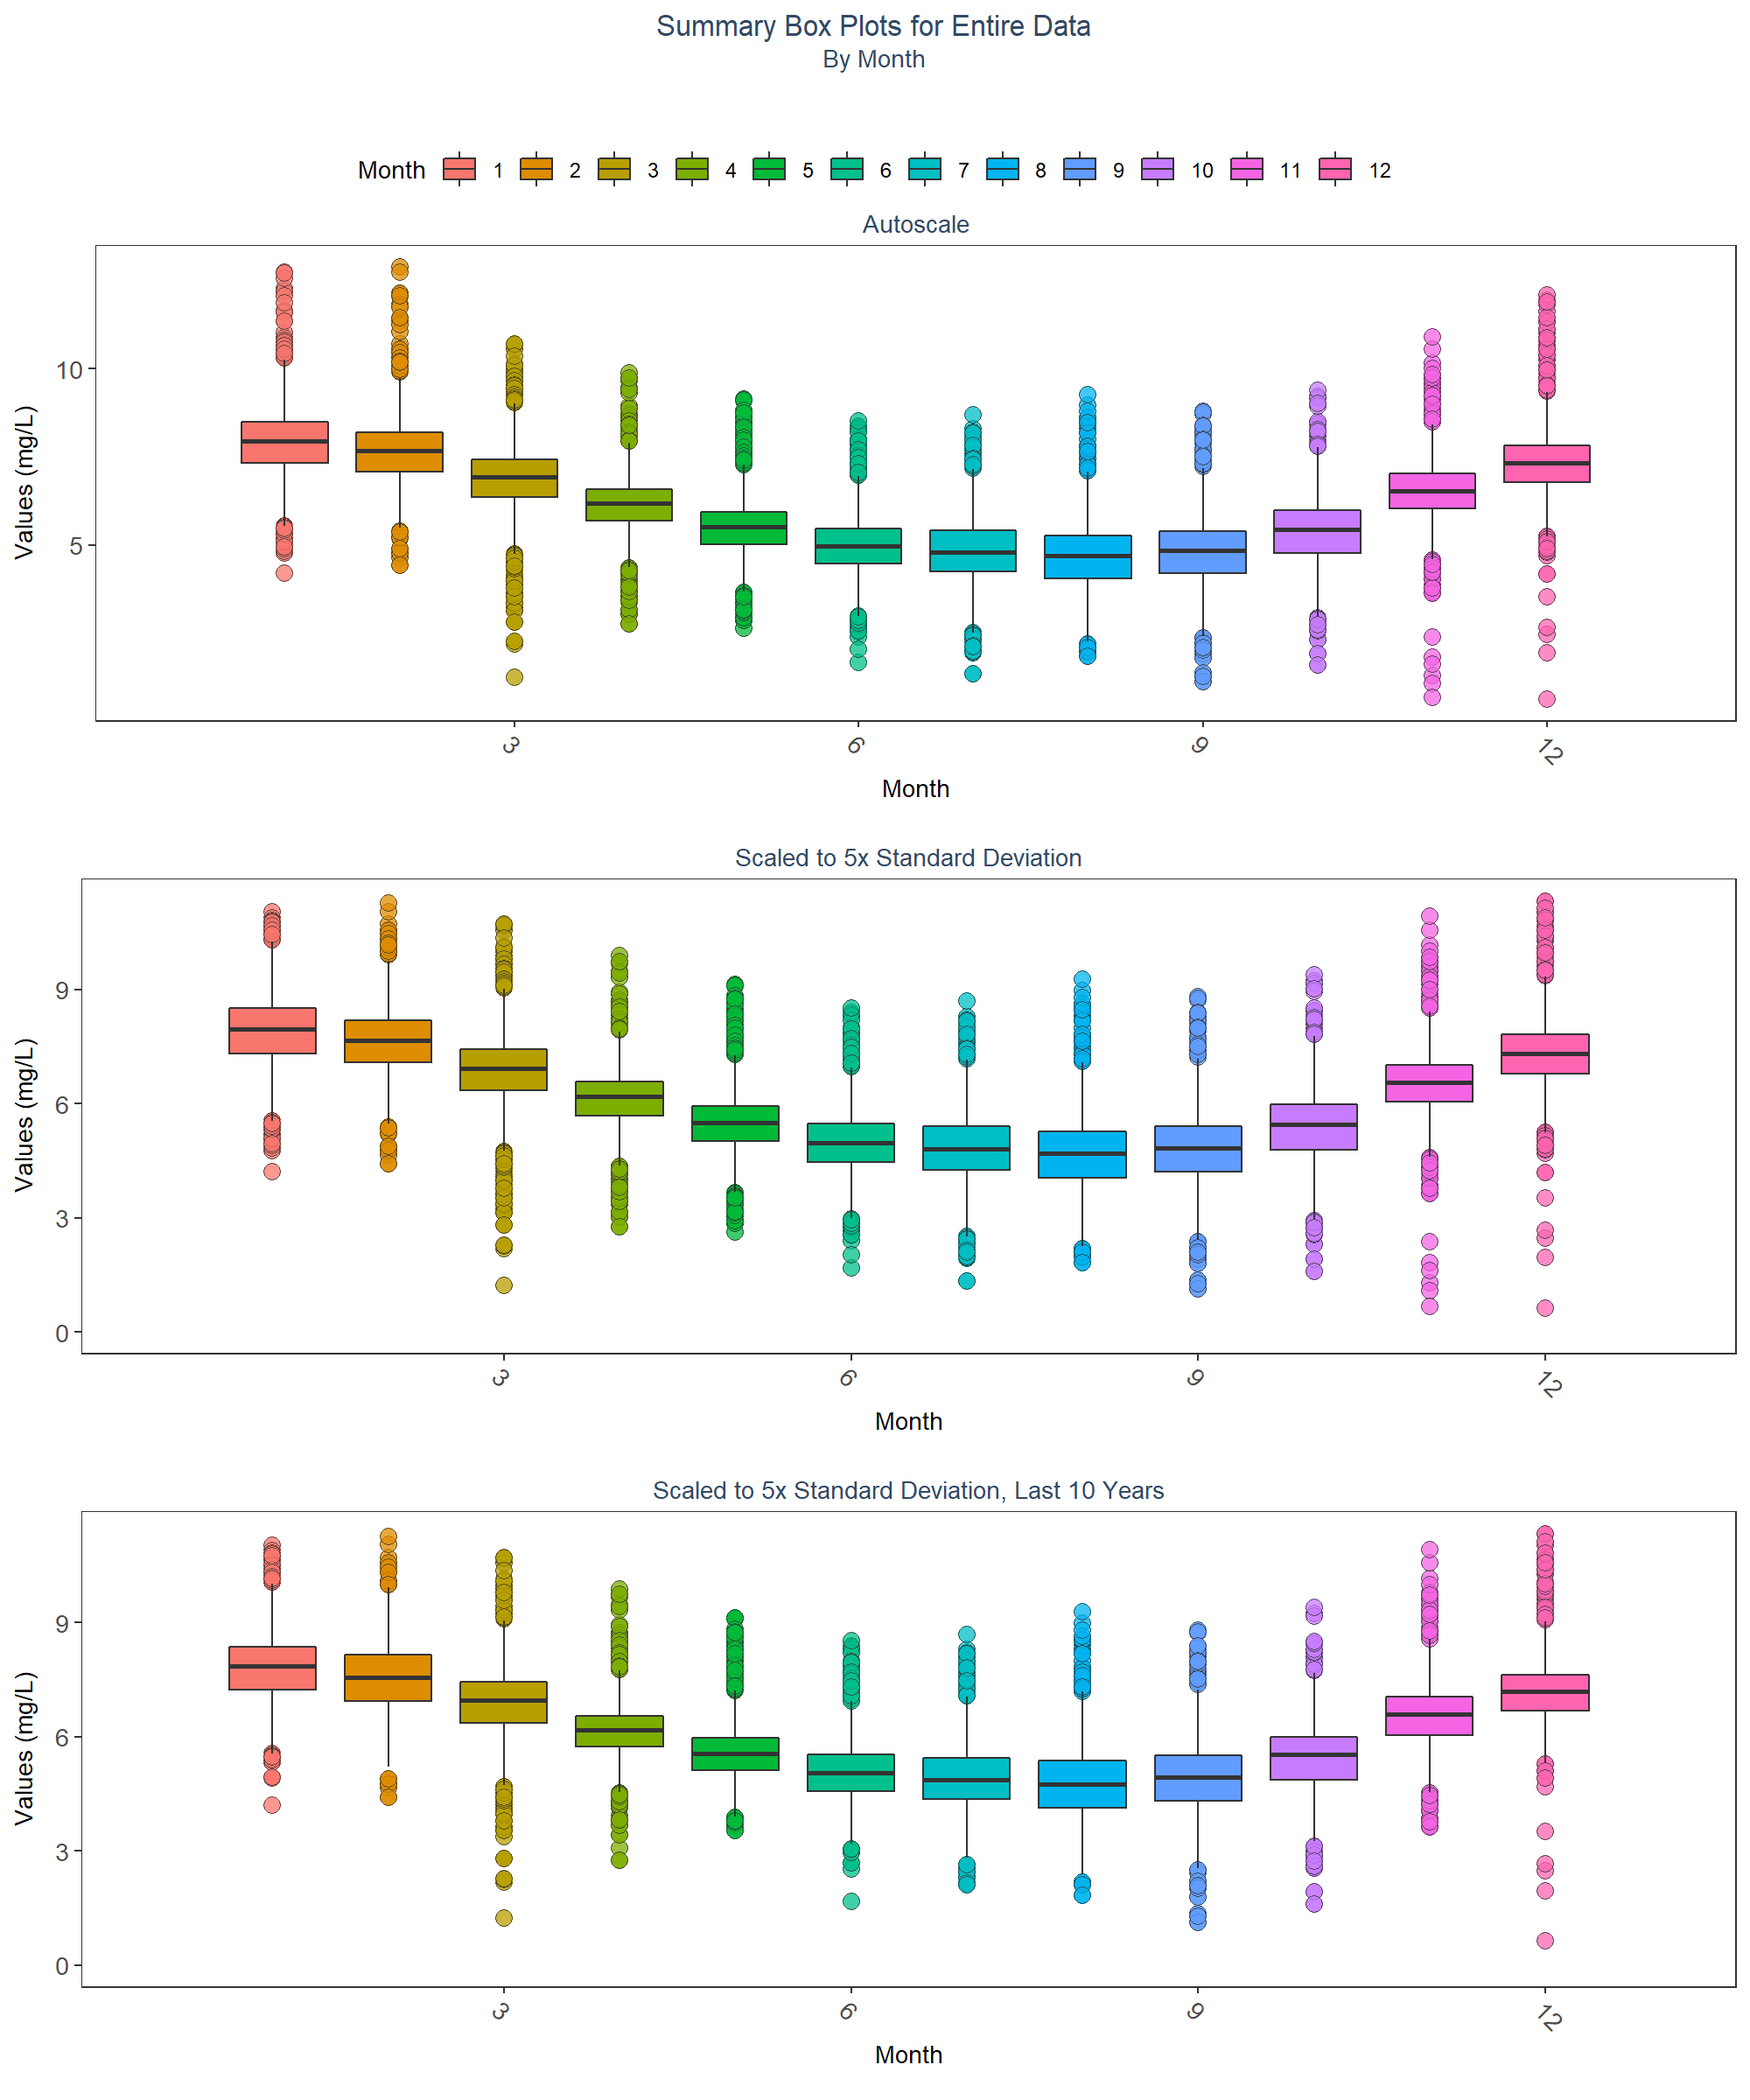 Summary Box Plots for Entire Data
By Month
Month 1 2 3 4 5 6 7 8 9 10 11 12
Autoscale
Values (mg/L)
10
5
3 6 9 12
Month
Scaled to 5x Standard Deviation
Values (mg/L)
9
6
3
0
3 6 9 12
Month
Scaled to 5x Standard Deviation, Last 10 Years
Values (mg/L)
9
6
3
0
3 6 9 12
Month